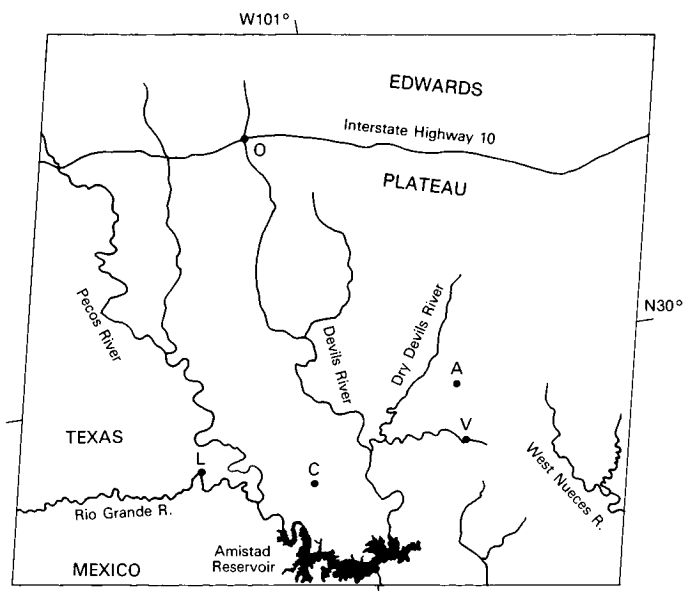 W101°
EDWARDS
Interstate Highway 10
O
PLATEAU
N30°
Pecos River
Devils River
Dry Devils River
A
V
TEXAS
L
C
West Nueces R.
Rio Grande R.
Amistad
Reservoir
MEXICO